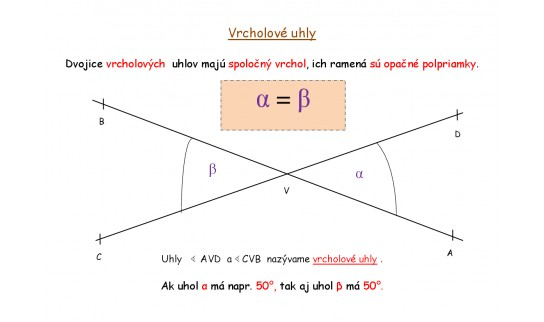 Vrcholové uhly
Dvojice vrcholových uhlov majú spoločný vrchol, ich ramená sú opačné polpriamky.
α = β
B
D
β
α
V
C
A
Uhly ∢ AVD a ∢ CVB nazývame vrcholové uhly .
Ak uhol α má napr. 50°, tak aj uhol β má 50°.